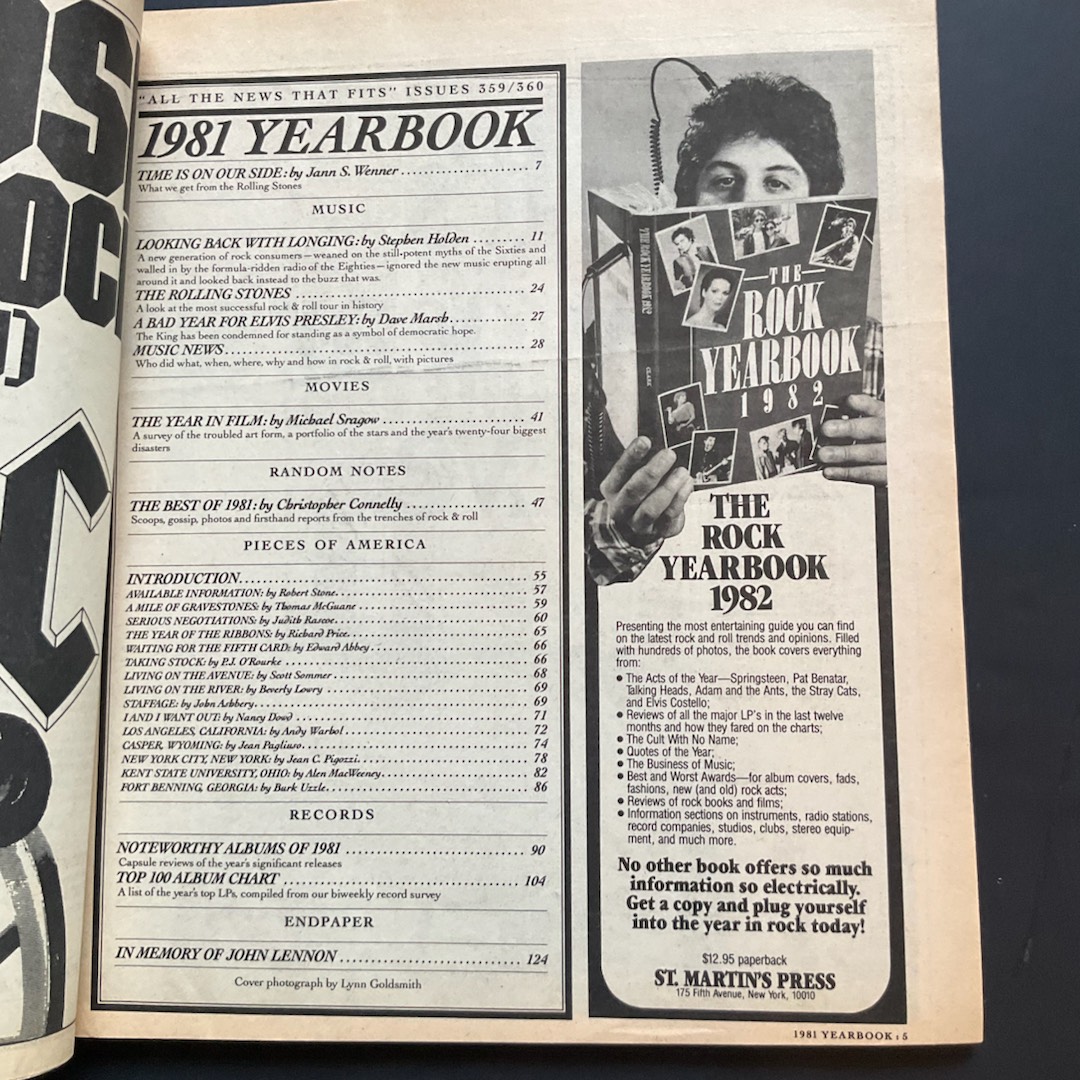 "ALL THE NEWS THAT FITS" ISSUES 359/360
1981 YEARBOOK
TIME IS ON OUR SIDE: by Jann S. Wenner ........................ 7
What we get from the Rolling Stones
MUSIC
LOOKING BACK WITH LONGING: by Stephen Holden ......... 11
A new generation of rock consumers—weaned on the still-potent myths of the Sixties and
walled in by the formula-ridden radio of the Eighties—ignored the new music erupting all
around it and looked back instead to the buzz that was.
THE ROLLING STONES ........................................ 24
A look at the most successful rock & roll tour in history
A BAD YEAR FOR ELVIS PRESLEY: by Dave Marsh............. 27
The King has been condemned for standing as a symbol of democratic hope.
MUSIC NEWS.................................................. 28
Who did what, when, where, why and how in rock & roll, with pictures
MOVIES
THE YEAR IN FILM: by Michael Sragow ......................... 41
A survey of the troubled art form, a portfolio of the stars and the year's twenty-four biggest
disasters
RANDOM NOTES
THE BEST OF 1981: by Christopher Connelly ..................... 47
Scoops, gossip, photos and firsthand reports from the trenches of rock & roll
PIECES OF AMERICA
INTRODUCTION.................................................. 55
AVAILABLE INFORMATION: by Robert Stone........................ 57
A MILE OF GRAVESTONES: by Thomas McGuane ..................... 59
SERIOUS NEGOTIATIONS: by Judith Rascoe........................ 60
THE YEAR OF THE RIBBONS: by Richard Price...................... 65
WAITING FOR THE FIFTH CARD: by Edward Abbey.................. 66
TAKING STOCK: by P.J. O'Rourke ................................ 66
LIVING ON THE AVENUE: by Scott Sommer ........................ 68
LIVING ON THE RIVER: by Beverly Lowry ......................... 69
STAFFAGE: by John Ashbery...................................... 69
I AND I WANT OUT: by Nancy Dowd .............................. 71
LOS ANGELES, CALIFORNIA: by Andy Warhol ...................... 72
CASPER, WYOMING: by Jean Pagliuso.............................. 74
NEW YORK CITY, NEW YORK: by Jean C. Pigozzi.................... 78
KENT STATE UNIVERSITY, OHIO: by Alen MacWeeney............... 82
FORT BENNING, GEORGIA: by Burk Uzzle.......................... 86
RECORDS
NOTEWORTHY ALBUMS OF 1981 .............................. 90
Capsule reviews of the year's significant releases
TOP 100 ALBUM CHART ....................................... 104
A list of the year's top LPs, compiled from our biweekly record survey
ENDPAPER
IN MEMORY OF JOHN LENNON ................................ 124
Cover photograph by Lynn Goldsmith
THE ROCK YEARBOOK 1982
CLARK
THE
ROCK
YEARBOOK
1982
THE
ROCK
YEARBOOK
1982
Presenting the most entertaining guide you can find
on the latest rock and roll trends and opinions. Filled
with hundreds of photos, the book covers everything
from:
• The Acts of the Year—Springsteen, Pat Benatar,
Talking Heads, Adam and the Ants, the Stray Cats,
and Elvis Costello;
• Reviews of all the major LP's in the last twelve
months and how they fared on the charts;
• The Cult With No Name;
• Quotes of the Year;
• The Business of Music;
• Best and Worst Awards—for album covers, fads,
fashions, new (and old) rock acts;
• Reviews of rock books and films;
• Information sections on instruments, radio stations,
record companies, studios, clubs, stereo equip-
ment, and much more.
No other book offers so much
information so electrically.
Get a copy and plug yourself
into the year in rock today!
$12.95 paperback
ST. MARTIN'S PRESS
175 Fifth Avenue, New York, 10010
1981 YEARBOOK : 5